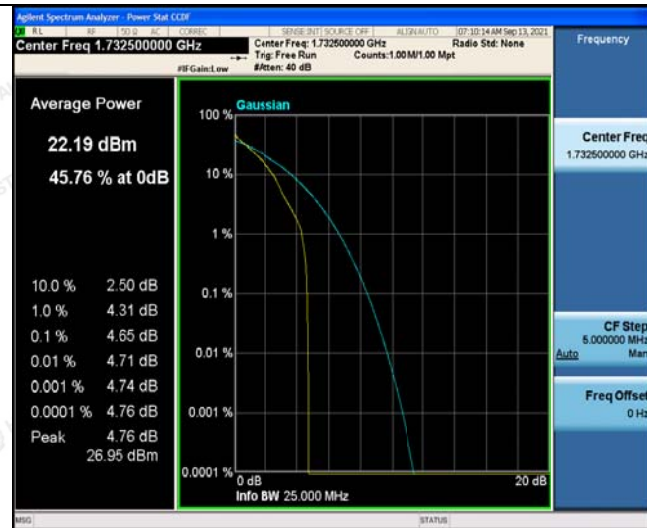 Agilent Spectrum Analyzer - Power Stat CCDF
RL RF 50 Ω AC CORREC SENSE:INT SOURCE OFF ALIGNAUTO 07:10:14 AM Sep 13, 2021
Center Freq 1.732500000 GHz
Center Freq: 1.732500000 GHz Radio Std: None
Trig: Free Run Counts:1.00 M/1.00 Mpt
#IFGain:Low #Atten: 40 dB
Frequency
Average Power
22.19 dBm
45.76 % at 0dB
10.0 % 2.50 dB
1.0 % 4.31 dB
0.1 % 4.65 dB
0.01 % 4.71 dB
0.001 % 4.74 dB
0.0001 % 4.76 dB
Peak 4.76 dB
26.95 dBm
Gaussian
100 %
10 %
1 %
0.1 %
0.01 %
0.001 %
0.0001 %
0 dB 20 dB
Info BW 25.000 MHz
Center Freq
1.732500000 GHz
CF Step
5.000000 MHz
Auto Man
Freq Offset
0 Hz
MSG STATUS